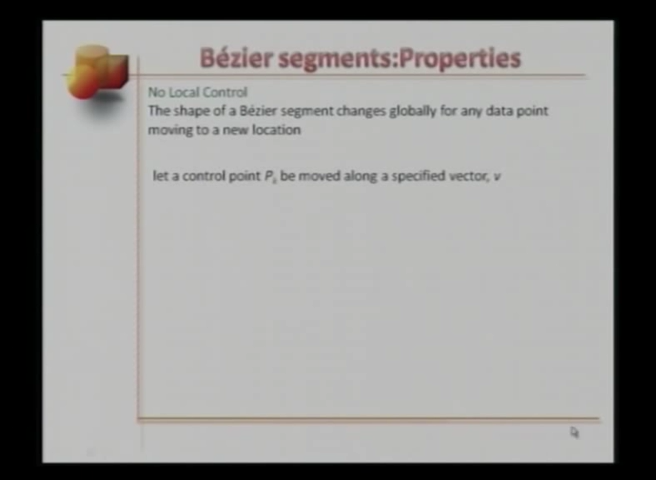 Bézier segments:Properties
No Local Control
The shape of a Bézier segment changes globally for any data point
moving to a new location
let a control point P be moved along a specified vector, v